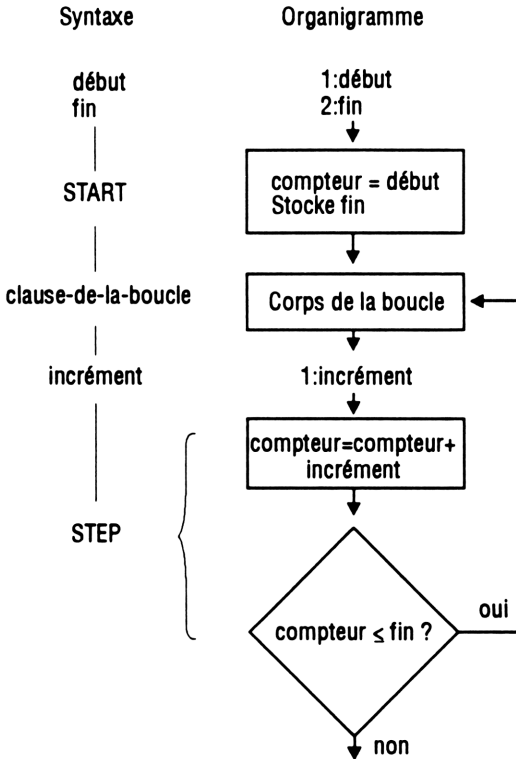 Syntaxe
début
fin
START
clause-de-la-boucle
incrément
STEP
Organigramme
1:début
2:fin
compteur = début
Stocke fin
Corps de la boucle
1:incrément
compteur=compteur+
incrément
compteur ≤ fin ?
oui
non